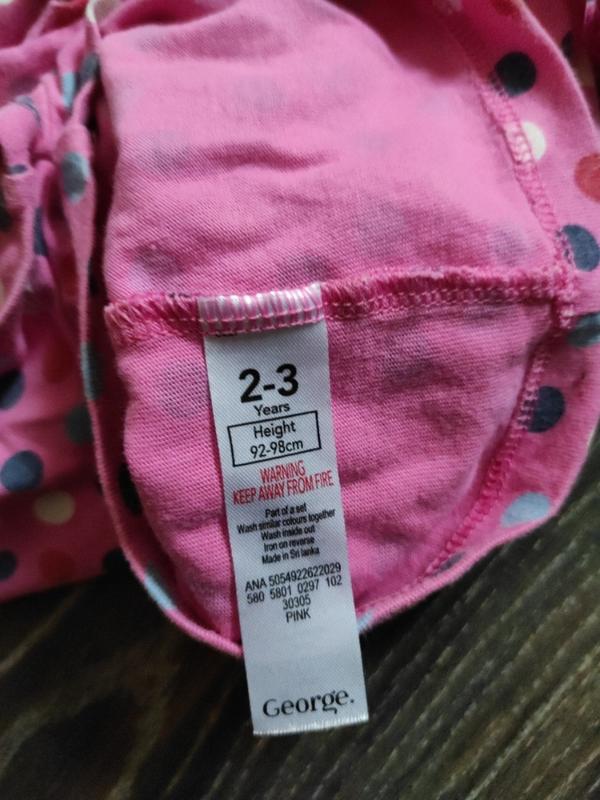 2-3
Years
Height
92-98cm
WARNING
KEEP AWAY FROM FIRE
Part of a set
Wash similar colours together
Wash inside out
Iron on reverse
Made in Sri lanka
ANA 5054922622029
580 5801 0297 102
30305
PINK
George.